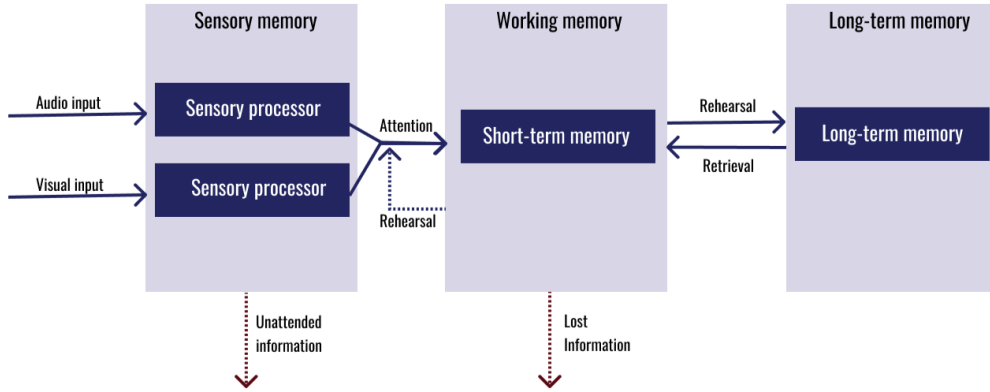 Sensory memory
Working memory
Long-term memory
Audio input
Sensory processor
Attention
Short-term memory
Rehearsal
Long-term memory
Retrieval
Visual input
Sensory processor
Rehearsal
Unattended
information
Lost
Information